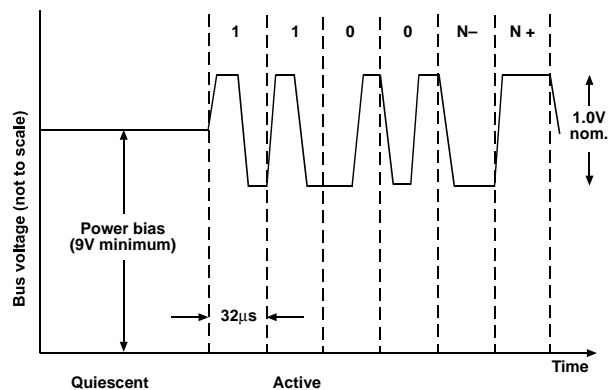 1 1 0 0 N– N +
Bus voltage (not to scale)
1.0V
nom.
Power bias
(9V minimum)
32µs
Time
Quiescent Active